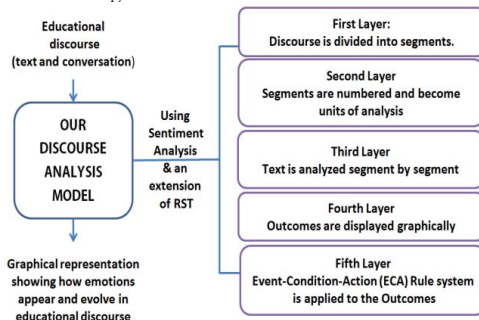 Educational
discourse
(text and conversation)
OUR
DISCOURSE
ANALYSIS
MODEL
Graphical representation
showing how emotions
appear and evolve in
educational discourse
Using
Sentiment
Analysis
& an
extension
of RST
First Layer:
Discourse is divided into segments.
Second Layer
Segments are numbered and become
units of analysis
Third Layer
Text is analyzed segment by segment
Fourth Layer
Outcomes are displayed graphically
Fifth Layer
Event-Condition-Action (ECA) Rule system
is applied to the Outcomes